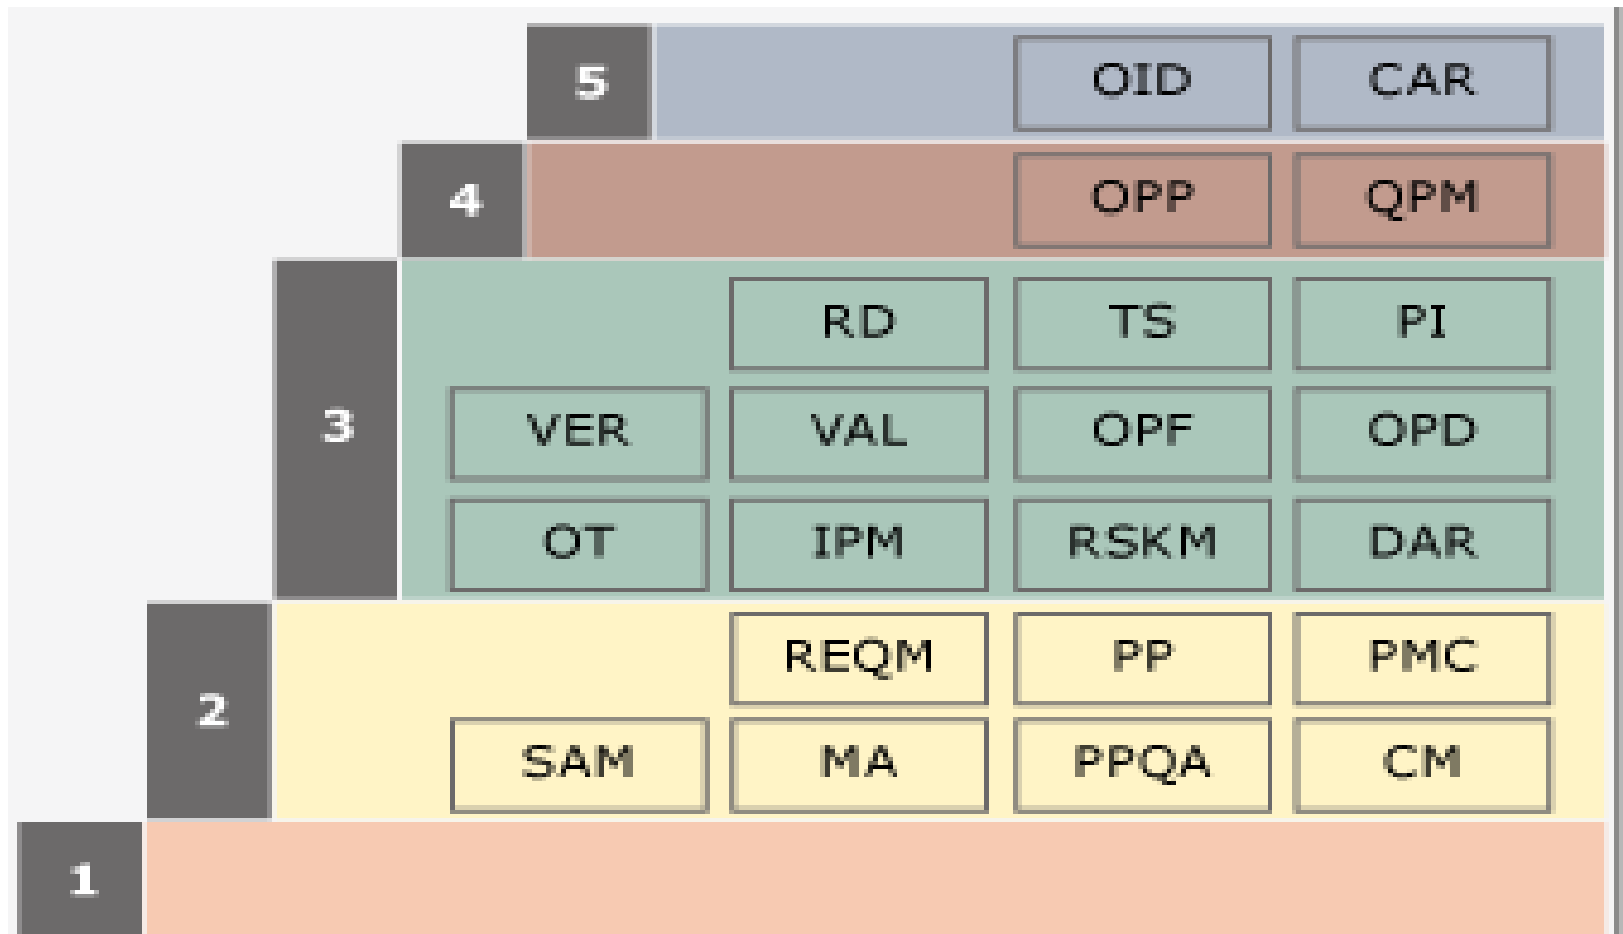 5 OID CAR
4 OPP QPM
RD TS PI
3 VER VAL OPF OPD
OT IPM RSKM DAR
REQM PP PMC
2
SAM MA PPQA CM
1